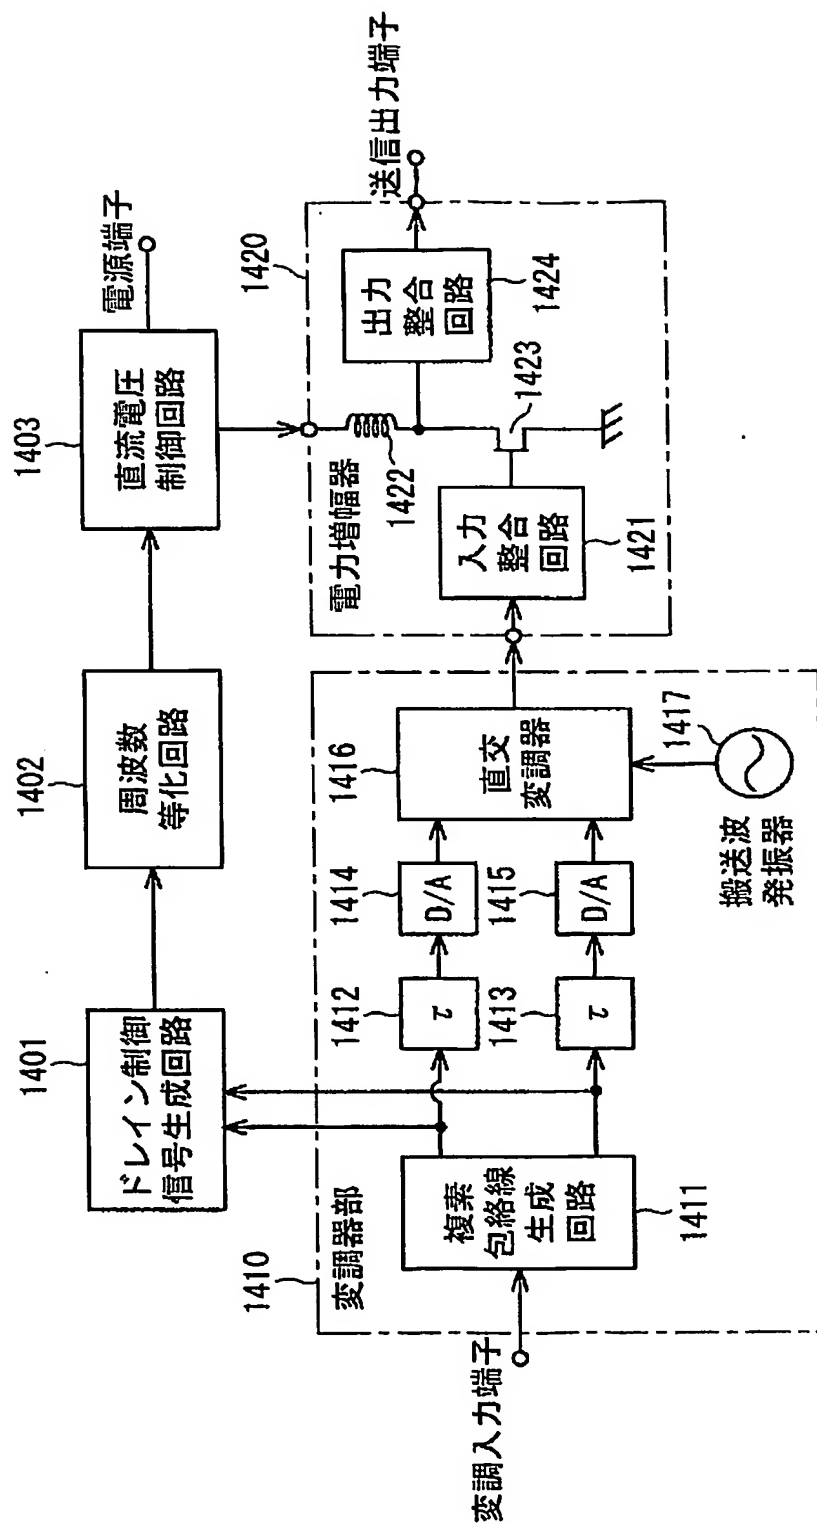 1401
ドレイン制御
信号生成回路
1402
周波数
等化回路
1403
直流電圧
制御回路
電源端子
1410
変調器部
変調入力端子
複素
包絡線
生成
回路
1411
1412
τ
1413
τ
1414
D/A
1415
D/A
1416
直交
変調器
1417
搬送波
発振器
1420
電力増幅器
1422
入力
整合
回路
1421
1423
出力
整合
回路
1424
送信出力端子